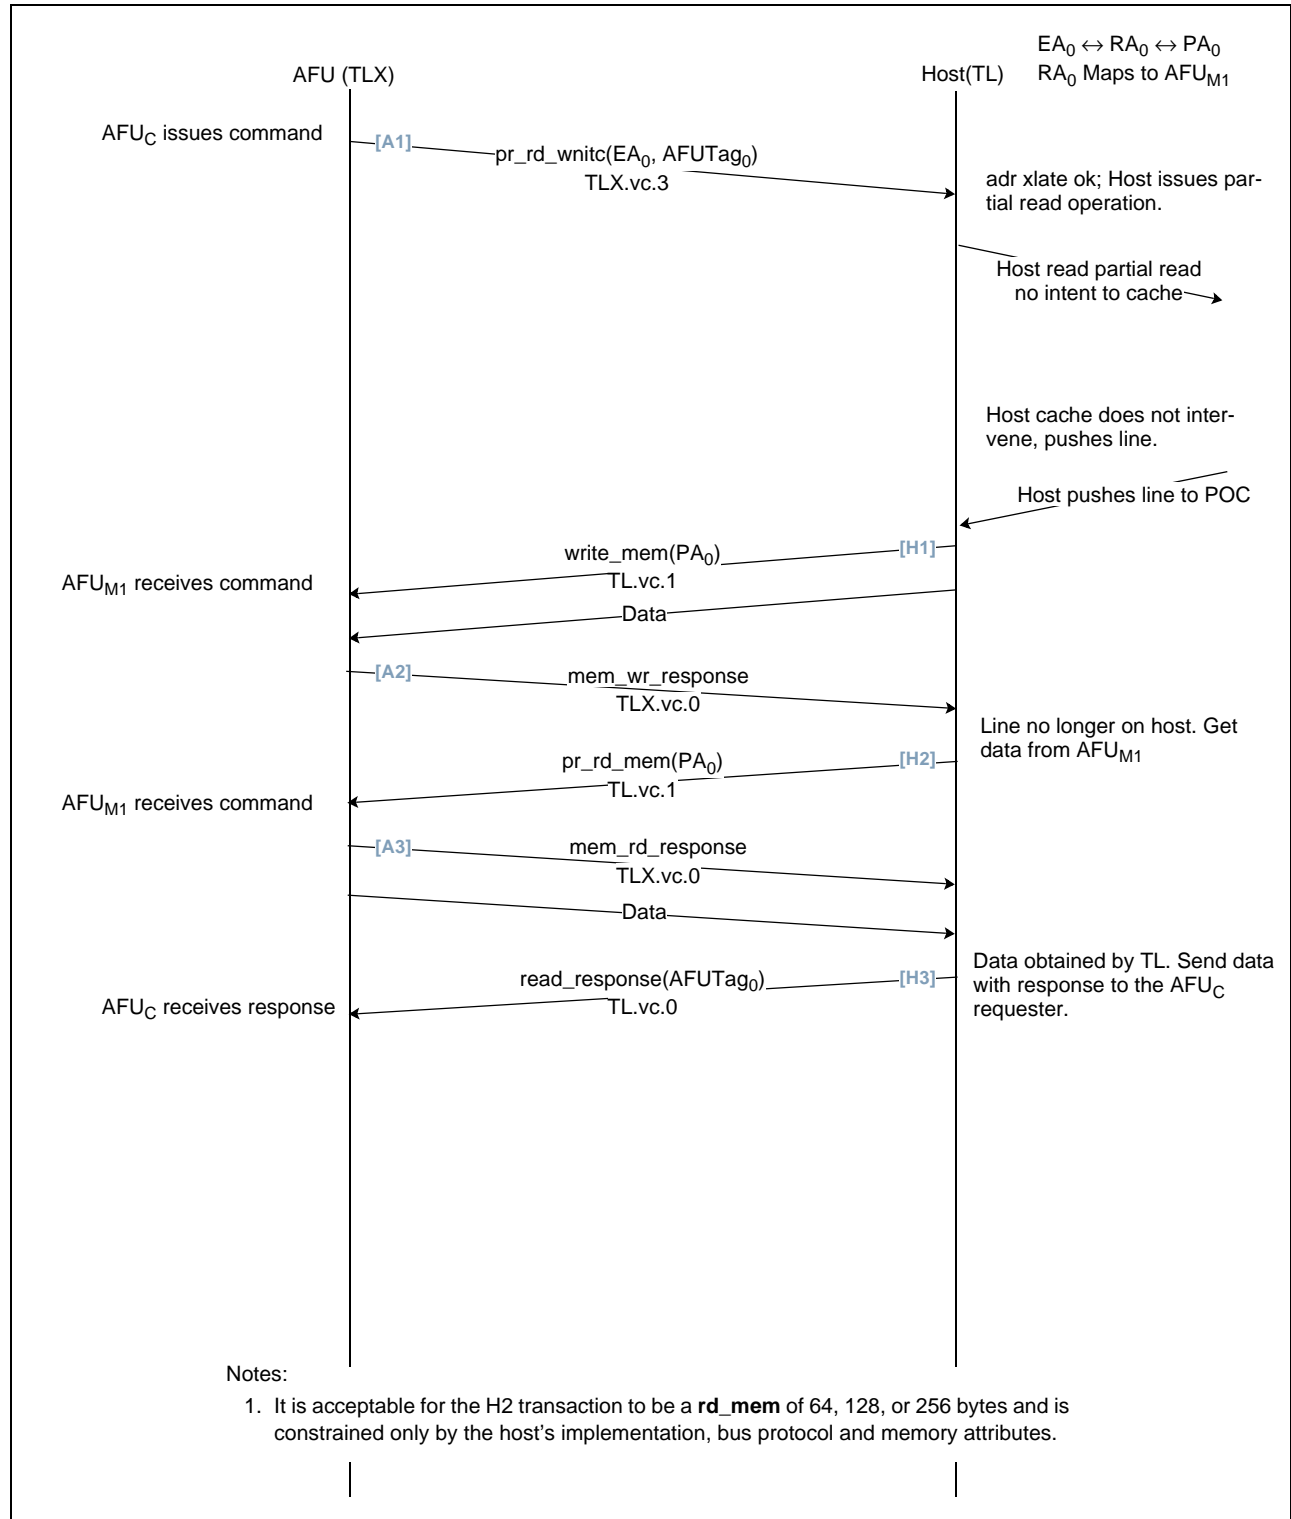 EA0 ↔ RA0 ↔ PA0
AFU (TLX)
Host(TL)
RA0 Maps to AFUM1
AFUC issues command
[A1]
pr_rd_wnitc(EA0, AFUTag0)
TLX.vc.3
adr xlate ok; Host issues par-
tial read operation.
Host read partial read
no intent to cache
Host cache does not inter-
vene, pushes line.
Host pushes line to POC
[H1]
write_mem(PA0)
TL.vc.1
AFUM1 receives command
Data
[A2]
mem_wr_response
TLX.vc.0
Line no longer on host. Get
data from AFUM1
[H2]
pr_rd_mem(PA0)
TL.vc.1
AFUM1 receives command
[A3]
mem_rd_response
TLX.vc.0
Data
Data obtained by TL. Send data
with response to the AFUC
requester.
[H3]
read_response(AFUTag0)
TL.vc.0
AFUC receives response
Notes:
1. It is acceptable for the H2 transaction to be a rd_mem of 64, 128, or 256 bytes and is
constrained only by the host's implementation, bus protocol and memory attributes.